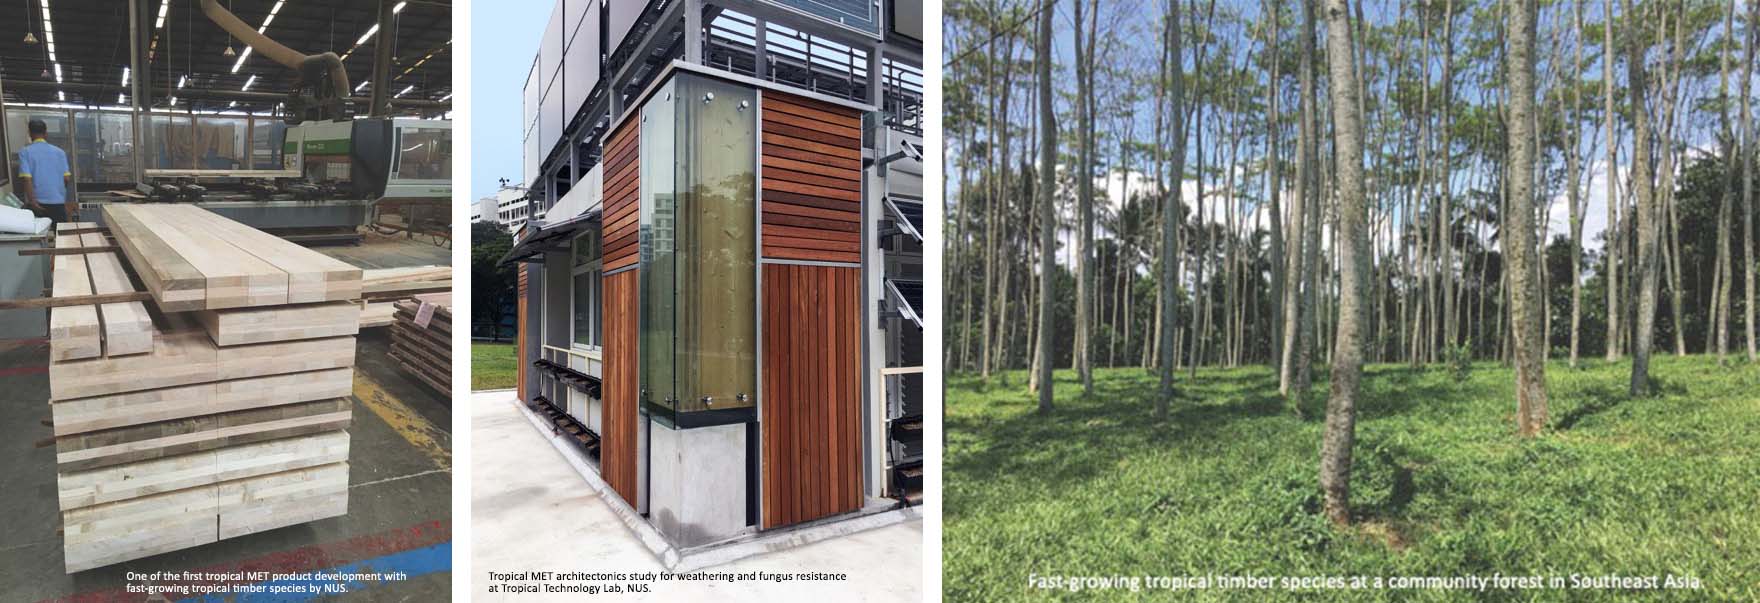 One of the first tropical MET product development with
fast-growing tropical timber species by NUS.
Tropical MET architectonics study for weathering and fungus resistance
at Tropical Technology Lab, NUS.
Fast-growing tropical timber species at a community forest in Southeast Asia.